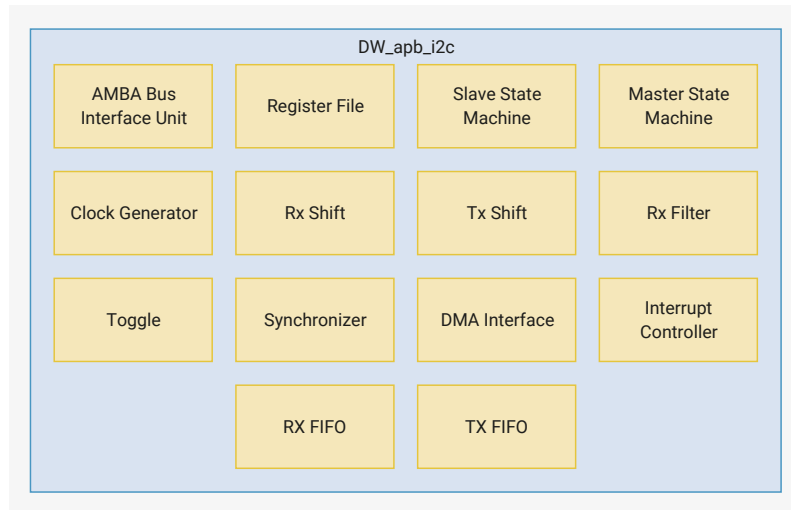 DW_apb_i2c
AMBA Bus
Interface Unit
Register File
Slave State
Machine
Master State
Machine
Clock Generator
Rx Shift
Tx Shift
Rx Filter
Toggle
Synchronizer
DMA Interface
Interrupt
Controller
RX FIFO
TX FIFO